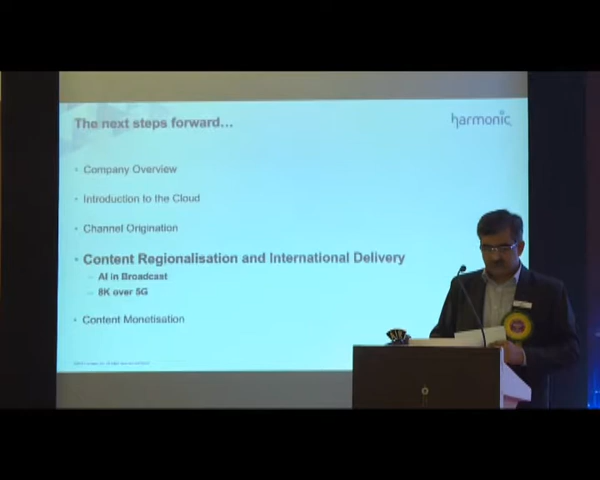 The next steps forward...
harmonic
• Company Overview
• Introduction to the Cloud
• Channel Origination
• Content Regionalisation and International Delivery
– AI in Broadcast
– 8K over 5G
• Content Monetisation